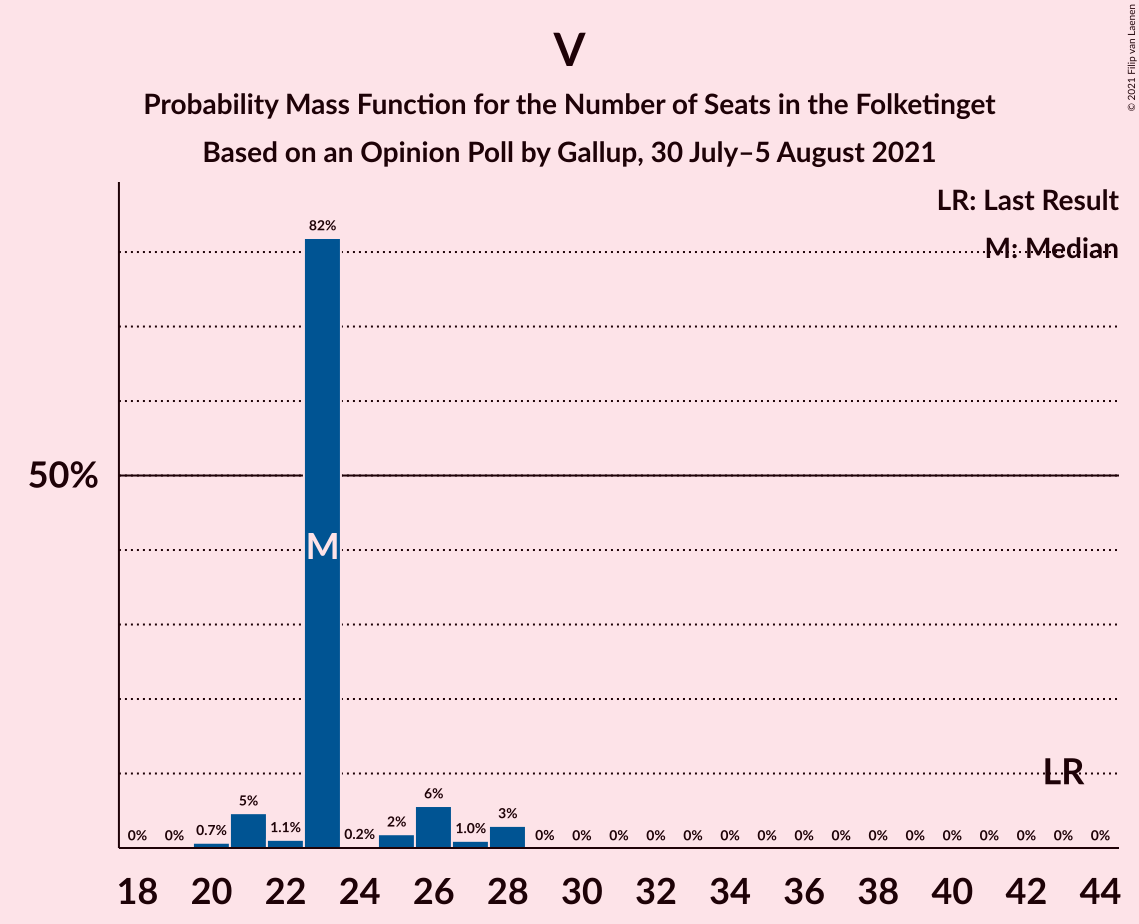 V
Probability Mass Function for the Number of Seats in the Folketinget
Based on an Opinion Poll by Gallup, 30 July–5 August 2021
© 2021 Filip van Laenen
LR: Last Result
M: Median
82%
50%
M
LR
0% 0% 0.7% 5% 1.1% 0.2% 2% 6% 1.0% 3% 0% 0% 0% 0% 0% 0% 0% 0% 0% 0% 0% 0% 0% 0% 0% 0%
18 20 22 24 26 28 30 32 34 36 38 40 42 44